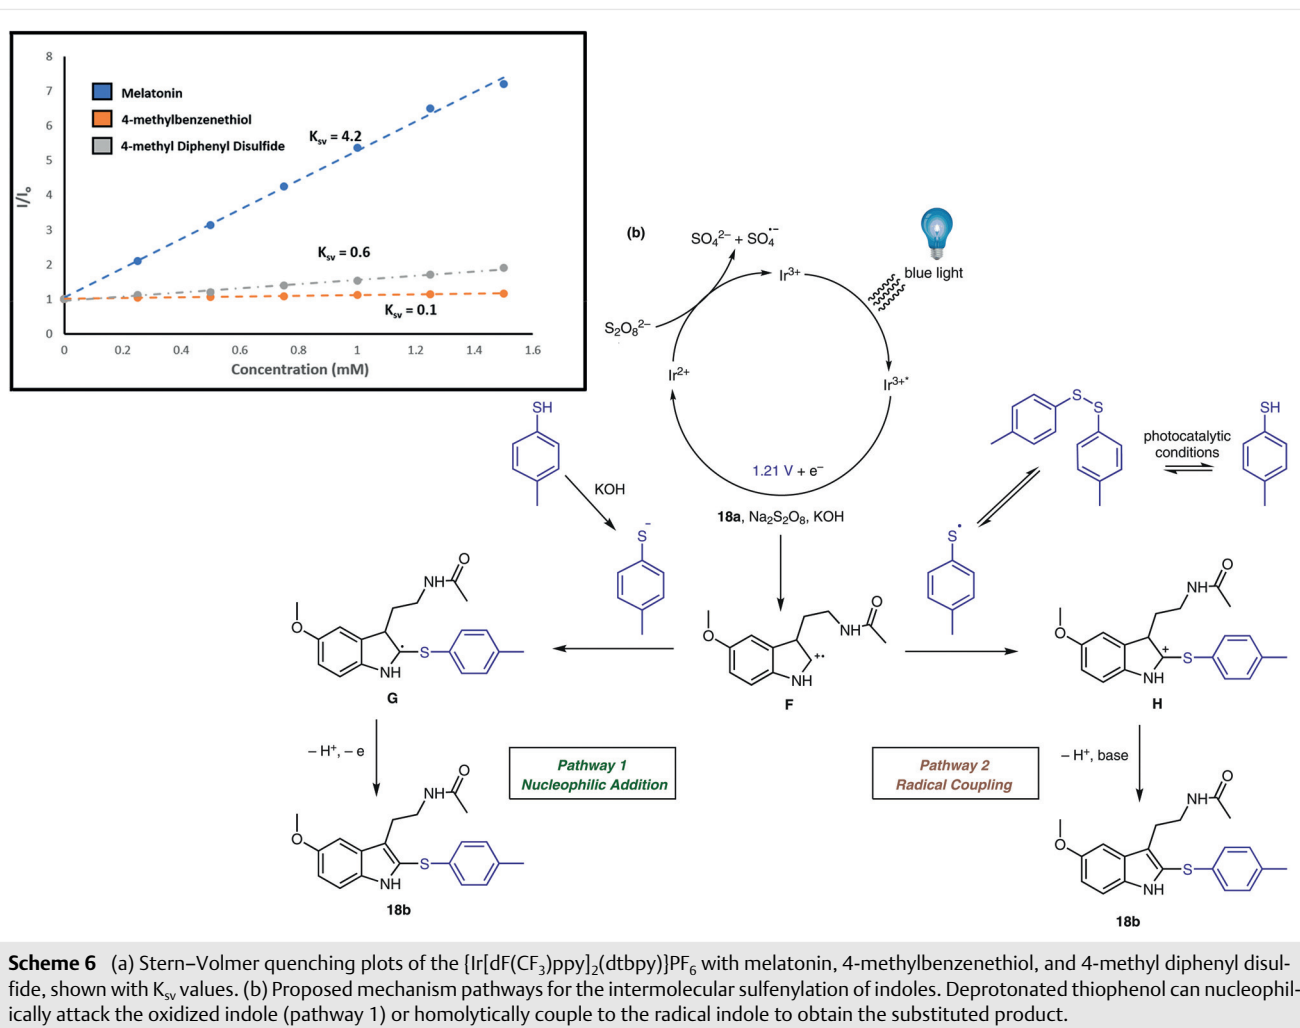 8
7
6
5
4
3
2
1
0
I/I₀
Melatonin
4-methylbenzenethiol
4-methyl Diphenyl Disulfide
Ksv = 4.2
Ksv = 0.6
Ksv = 0.1
0 0.2 0.4 0.6 0.8 1 1.2 1.4 1.6
Concentration (mM)
(b)
SO₄²⁻ + SO₄•⁻
Ir³⁺
blue light
S₂O₈²⁻
Ir²⁺
Ir³⁺*
1.21 V + e⁻
18a, Na₂S₂O₈, KOH
SH
KOH
S⁻
S•
S
S
photocatalytic
conditions
SH
O
NH
O
•
S
NH
G
O
NH
O
+•
NH
F
O
NH
O
+
S
NH
H
– H⁺, – e
Pathway 1
Nucleophilic Addition
Pathway 2
Radical Coupling
– H⁺, base
O
NH
O
S
NH
18b
O
NH
O
S
NH
18b
Scheme 6 (a) Stern–Volmer quenching plots of the {Ir[dF(CF₃)ppy]₂(dtbpy)}PF₆ with melatonin, 4-methylbenzenethiol, and 4-methyl diphenyl disul-
fide, shown with Ksv values. (b) Proposed mechanism pathways for the intermolecular sulfenylation of indoles. Deprotonated thiophenol can nucleophil-
ically attack the oxidized indole (pathway 1) or homolytically couple to the radical indole to obtain the substituted product.